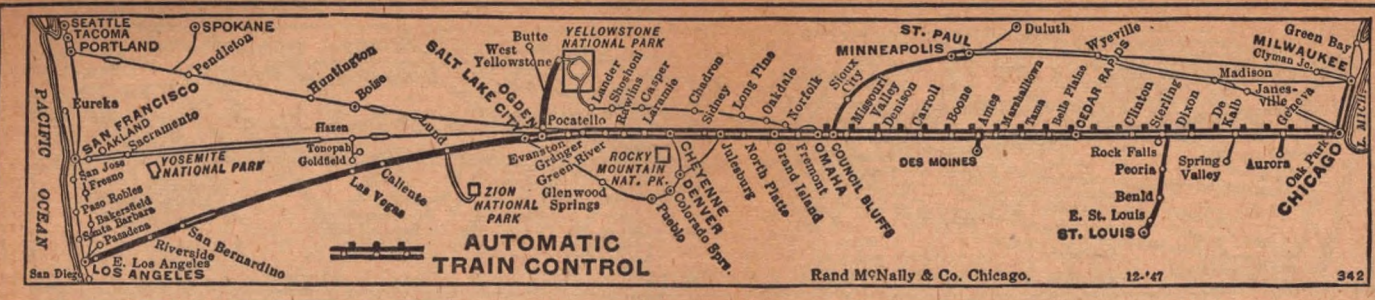 SEATTLE
TACOMA
PORTLAND
SPOKANE
Pendleton
Huntington
Boise
SALT LAKE CITY
OGDEN
Butte
West
Yellowstone
YELLOWSTONE
NATIONAL PARK
Pocatello
Lander
Shoshoni
Rawlins
Casper
Laramie
Chadron
Sidney
Long Pine
Oakdale
Norfolk
Sioux
City
MINNEAPOLIS
ST. PAUL
Duluth
Wyeville
Green Bay
MILWAUKEE
Clyman Jc.
Madison
Janes-
ville
Missouri
Valley
Denison
Carroll
Boone
Ames
Marshalltown
Tama
Belle Plaine
CEDAR RAPIDS
Clinton
Sterling
Dixon
De
Kalb
Geneva
PACIFIC
OCEAN
Eureka
SAN FRANCISCO
OAKLAND
Sacramento
San Jose
Fresno
Paso Robles
Bakersfield
Santa Barbara
Pasadena
YOSEMITE
NATIONAL PARK
Hazen
Tonopah
Goldfield
Lund
Caliente
Las Vegas
San Bernardino
Riverside
E. Los Angeles
LOS ANGELES
San Diego
ZION
NATIONAL
PARK
Evanston
Granger
Green River
Glenwood
Springs
ROCKY
MOUNTAIN
NAT. PK.
CHEYENNE
DENVER
Colorado Sprs.
Pueblo
Julesburg
North Platte
Grand Island
Fremont
OMAHA
COUNCIL BLUFFS
DES MOINES
Rock Falls
Peoria
Benld
E. St. Louis
ST. LOUIS
Spring
Valley
Aurora
Oak Park
CHICAGO
AUTOMATIC
TRAIN CONTROL
Rand McNally & Co. Chicago.
12-'47
342